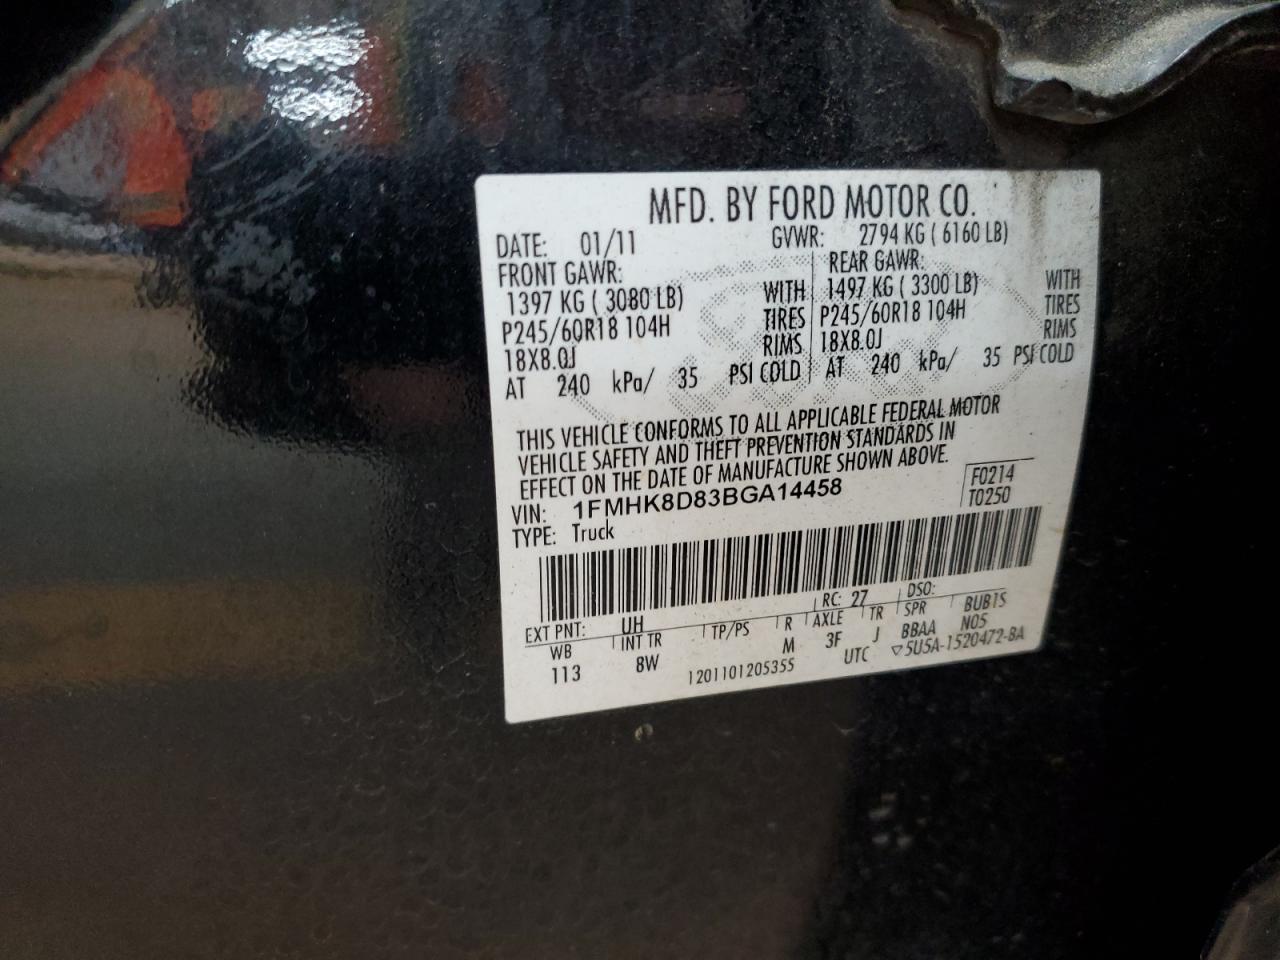 MFD. BY FORD MOTOR CO.
DATE: 01/11 GVWR: 2794 KG ( 6160 LB)
FRONT GAWR: REAR GAWR:
1397 KG ( 3080 LB) WITH 1497 KG ( 3300 LB) WITH
P245/60R18 104H TIRES P245/60R18 104H TIRES
18X8.0J RIMS 18X8.0J RIMS
AT 240 kPa/ 35 PSI COLD AT 240 kPa/ 35 PSI COLD
THIS VEHICLE CONFORMS TO ALL APPLICABLE FEDERAL MOTOR
VEHICLE SAFETY AND THEFT PREVENTION STANDARDS IN
EFFECT ON THE DATE OF MANUFACTURE SHOWN ABOVE.
VIN: 1FMHK8D83BGA14458 F0214
TYPE: Truck T0250
EXT PNT: UH RC: 27 DSO:
WB INT TR TP/PS R AXLE TR SPR BUB1S
113 8W M 3F J BBAA N05
1201101205355 UTC ▽5U5A-1520472-BA